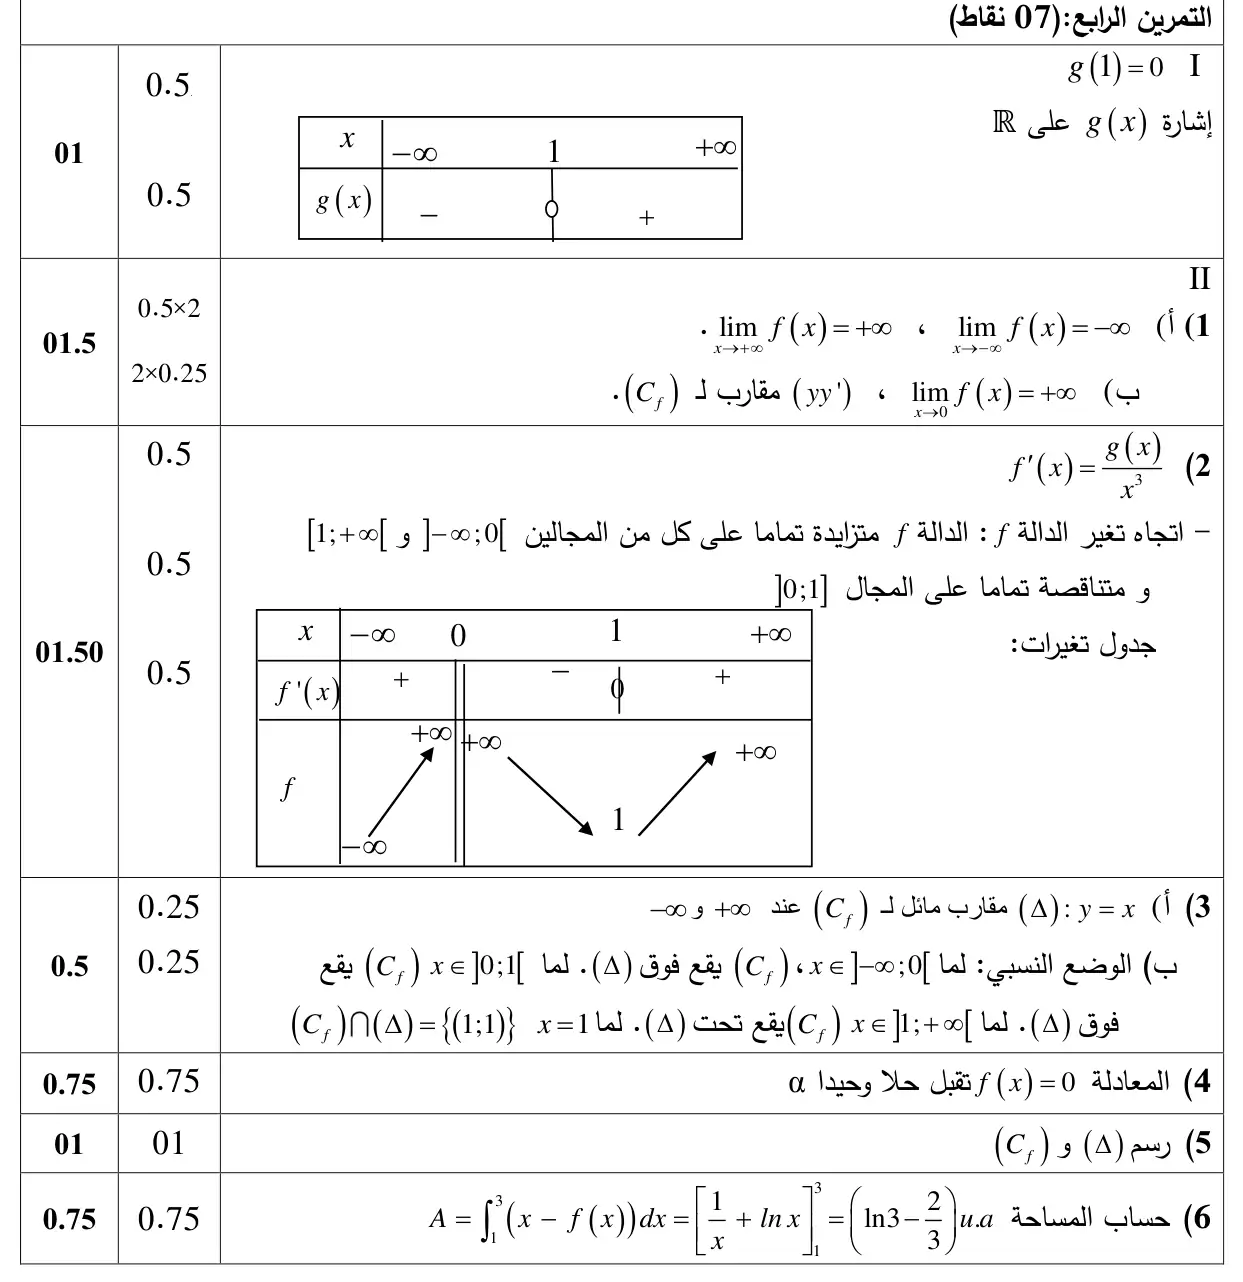 التمرين الرابع:(07 نقاط)
01
0.5
0.5
I g(1)=0
إشارة g(x) على ℝ
x −∞ 1 +∞
g(x) − 0 +
01.5
0.5×2
2×0.25
II
1) أ) lim f(x)=−∞ ، lim f(x)=+∞ .
x→−∞ x→+∞
ب) lim f(x)=+∞ ، (yy') مقارب لـ (C_f).
x→0
01.50
0.5
0.5
0.5
2) f′(x)=g(x)/x³
− اتجاه تغير الدالة f : الدالة f متزايدة تماما على كل من المجالين ]−∞;0[ و [1;+∞[
و متناقصة تماما على المجال ]0;1]
جدول تغيرات:
x −∞ 0 1 +∞
f'(x) + − 0 +
f −∞ +∞ +∞ 1 +∞
0.5
0.25
0.25
3) أ) (Δ): y = x مقارب مائل لـ (C_f) عند +∞ و −∞
ب) الوضع النسبي: لما x∈]−∞;0[ ، (C_f) يقع فوق (Δ). لما x∈]0;1[ (C_f) يقع
فوق (Δ). لما x∈]1;+∞[ (C_f) يقع تحت (Δ). لما x=1 (C_f)∩(Δ)={(1;1)}
0.75
0.75
4) المعادلة f(x)=0 تقبل حلا وحيدا α
01
01
5) رسم (Δ) و (C_f)
0.75
0.75
6) حساب المساحة A = ∫₁³(x − f(x))dx = [1/x + ln x]₁³ = (ln3 − 2/3)u.a